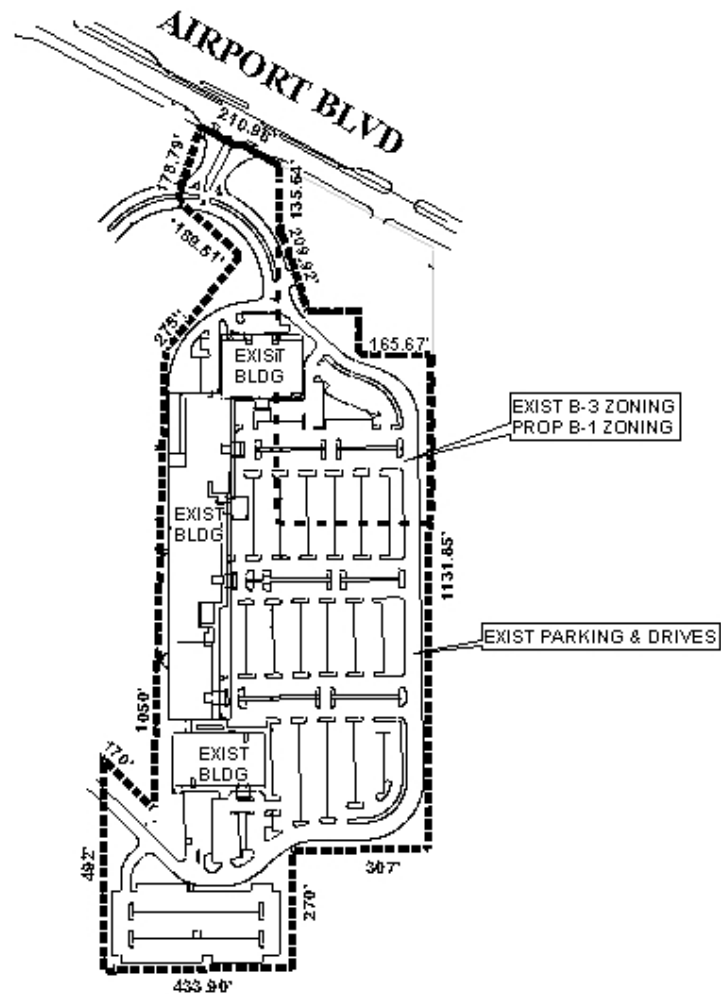 AIRPORT BLVD
210.96'
178.79'
135.64'
209.92'
189.51'
275'
165.67'
EXIST
BLDG
EXIST B-3 ZONING
PROP B-1 ZONING
EXIST
BLDG
1131.85'
EXIST PARKING & DRIVES
1050'
170'
EXIST
BLDG
492'
307'
270'
433.90'